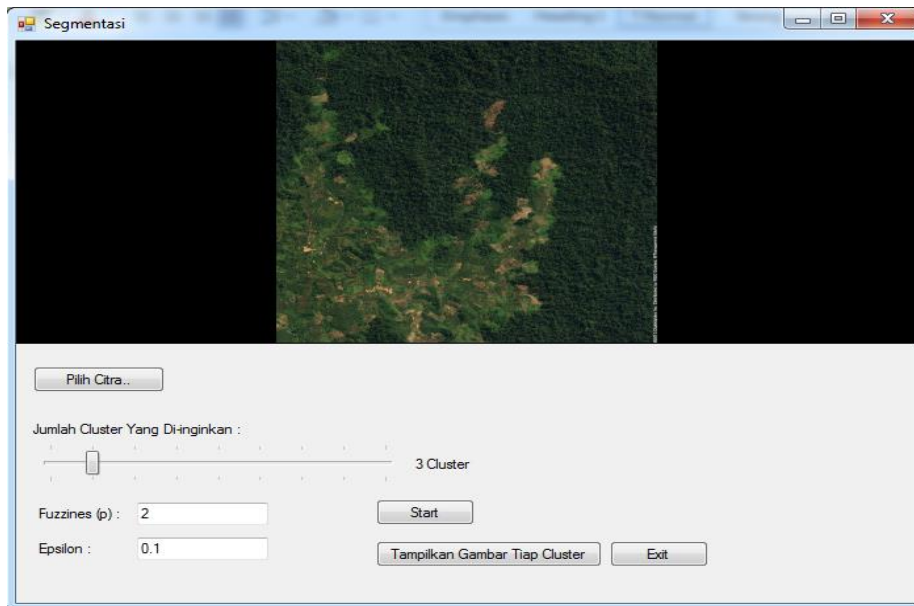 Segmentasi
Pilih Citra..
Jumlah Cluster Yang Di-inginkan :
3 Cluster
Fuzzines (p) :
2
Start
Epsilon :
0.1
Tampilkan Gambar Tiap Cluster
Exit